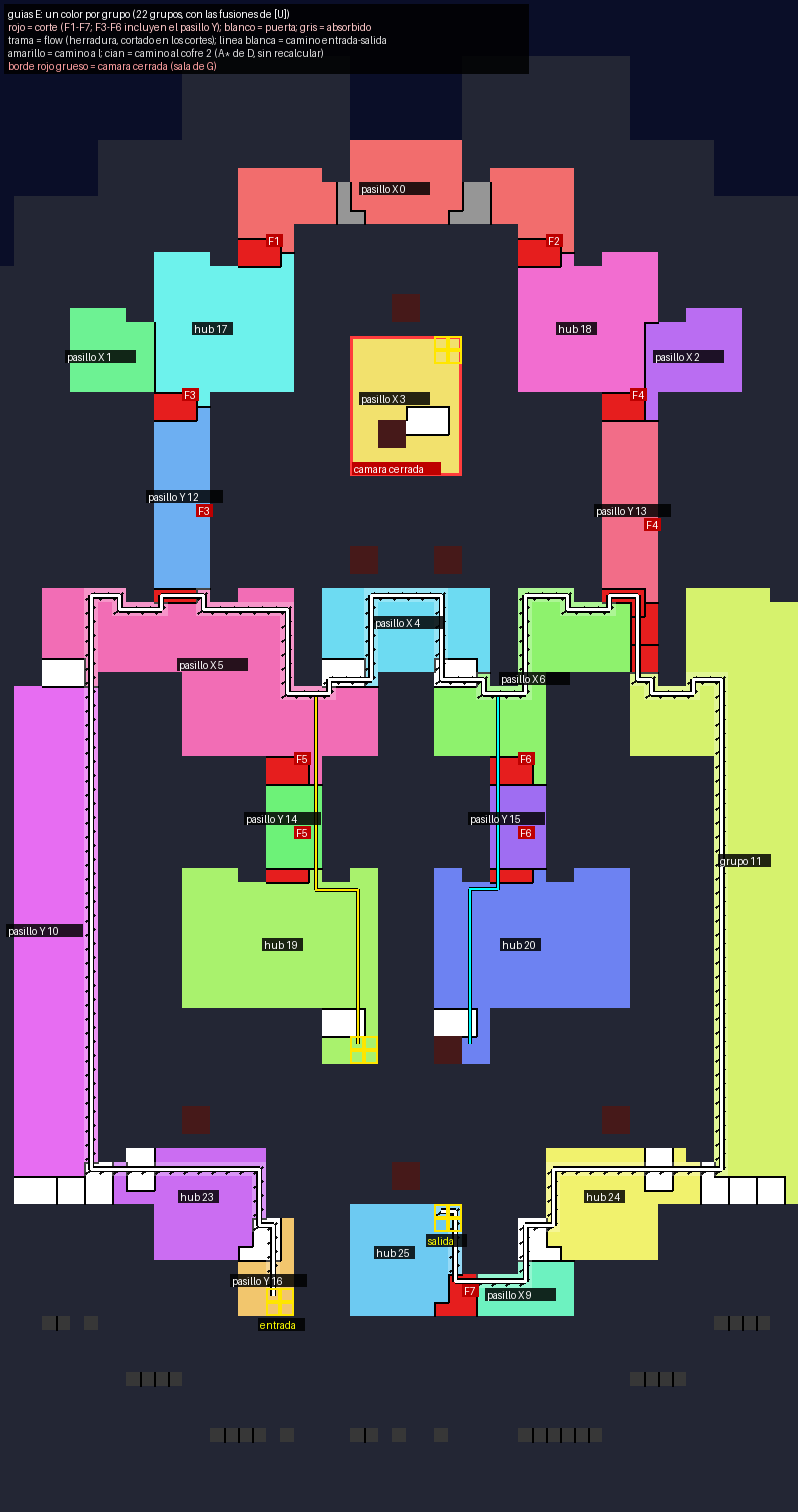 guias E: un color por grupo (22 grupos, con las fusiones de [U])
rojo = corte (F1-F7; F3-F6 incluyen el pasillo Y); blanco = puerta; gris = absorbido
trama = flow (herradura, cortado en los cortes); linea blanca = camino entrada-salida
amarillo = camino a l; cian = camino al cofre 2 (A* de D, sin recalcular)
borde rojo grueso = camara cerrada (sala de G)
pasillo X 0
F1
F2
hub 17
hub 18
pasillo X 1
pasillo X 2
pasillo X 3
F3
F4
camara cerrada
pasillo Y 12
F3
pasillo Y 13
F4
pasillo X 4
pasillo X 5
pasillo X 6
F5
F6
pasillo Y 14
F5
pasillo Y 15
F6
grupo 11
pasillo Y 10
hub 19
hub 20
hub 23
hub 24
salida
hub 25
pasillo Y 16
F7
pasillo X 9
entrada